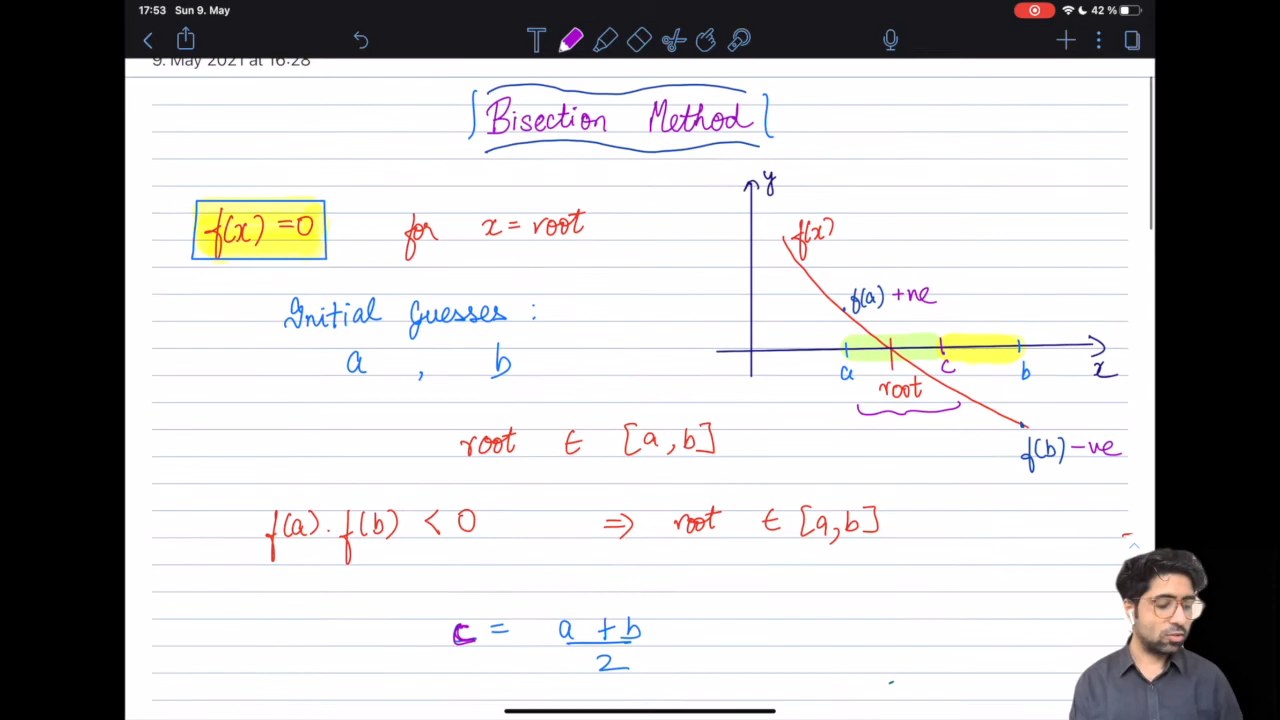 17:53 Sun 9. May
42 %
T
9. May 2021 at 16:28
Bisection Method
f(x) = 0 for x = root
Initial Guesses :
a , b
root ∈ [a, b]
f(a) . f(b) < 0 ⇒ root ∈ [a, b]
c = a + b
2
y
f(x)
f(a) +ve
a
root
c
b
x
f(b) -ve